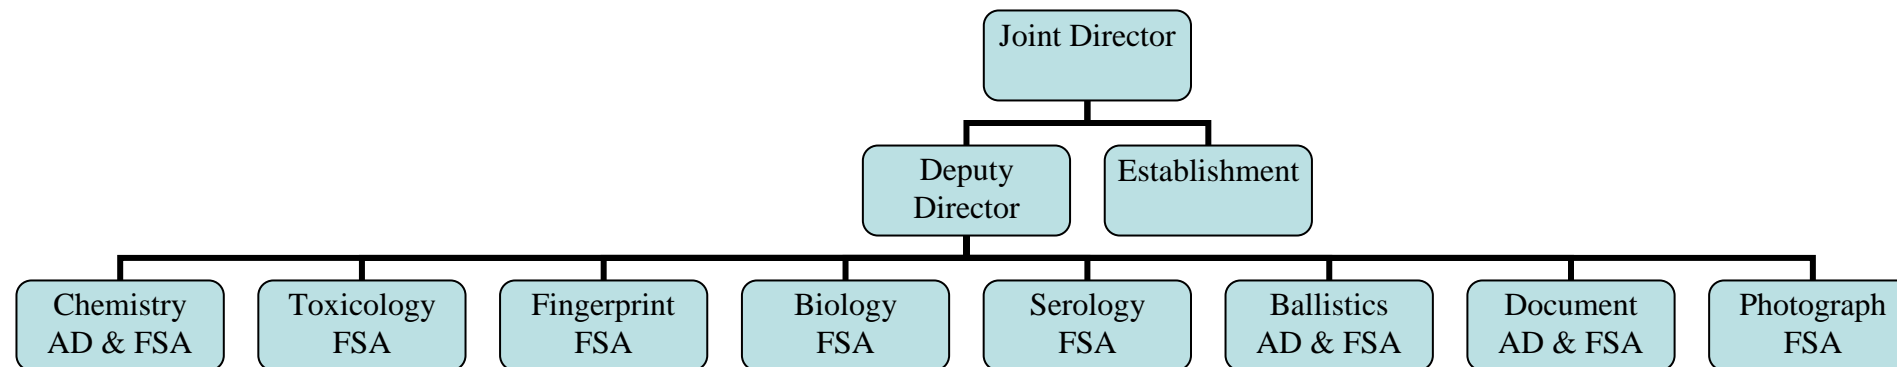 Joint Director
Deputy
Director
Establishment
Chemistry
AD & FSA
Toxicology
FSA
Fingerprint
FSA
Biology
FSA
Serology
FSA
Ballistics
AD & FSA
Document
AD & FSA
Photograph
FSA